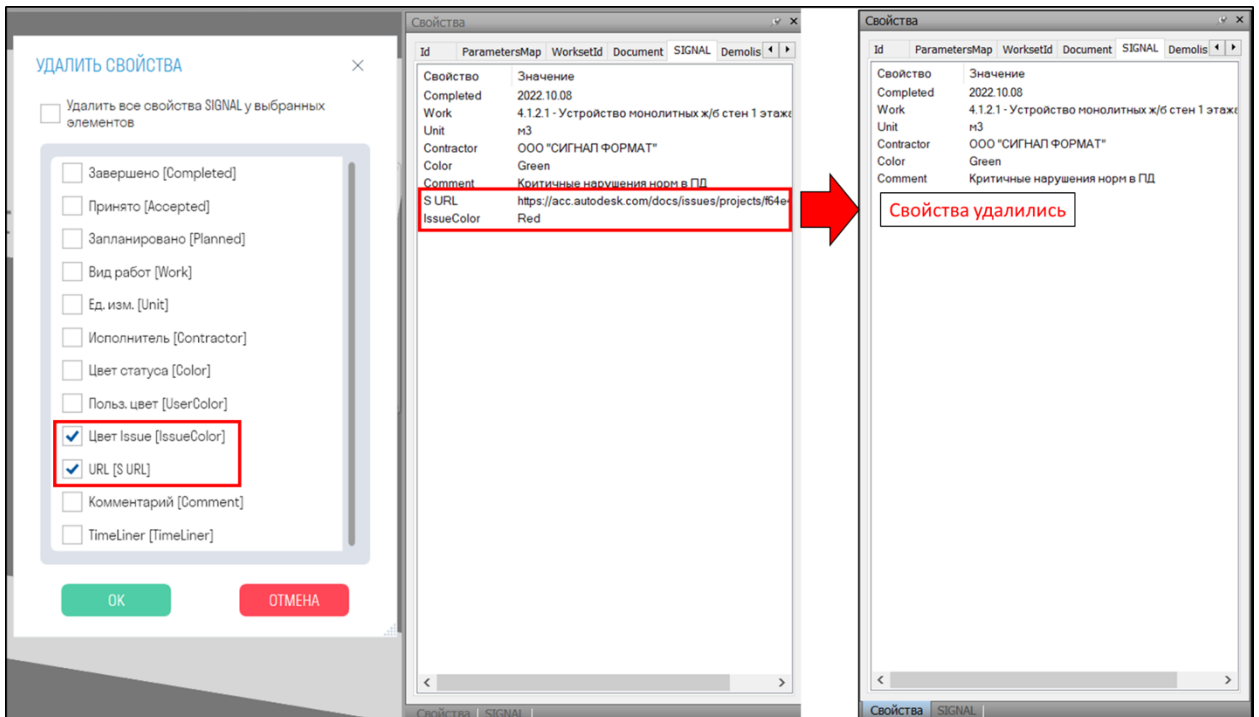 УДАЛИТЬ СВОЙСТВА
Удалить все свойства SIGNAL у выбранных
элементов
Завершено [Completed]
Принято [Accepted]
Запланировано [Planned]
Вид работ [Work]
Ед. изм. [Unit]
Исполнитель [Contractor]
Цвет статуса [Color]
Польз. цвет [UserColor]
Цвет Issue [IssueColor]
URL [S URL]
Комментарий [Comment]
TimeLiner [TimeLiner]
ОК
ОТМЕНА
Свойства
Id ParametersMap WorksetId Document SIGNAL Demolis
Свойство Значение
Completed 2022.10.08
Work 4.1.2.1 - Устройство монолитных ж/б стен 1 этажа
Unit м3
Contractor ООО "СИГНАЛ ФОРМАТ"
Color Green
Comment Критичные нарушения норм в ПД
S URL https://acc.autodesk.com/docs/issues/projects/f64e
IssueColor Red
Свойства SIGNAL
Свойства
Id ParametersMap WorksetId Document SIGNAL Demolis
Свойство Значение
Completed 2022.10.08
Work 4.1.2.1 - Устройство монолитных ж/б стен 1 этажа
Unit м3
Contractor ООО "СИГНАЛ ФОРМАТ"
Color Green
Comment Критичные нарушения норм в ПД
Свойства удалились
Свойства SIGNAL